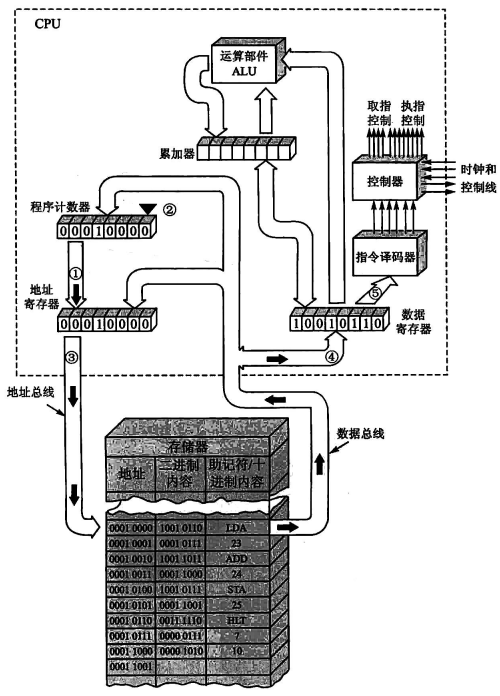 CPU
运算部件
ALU
取指 执指
控制 控制
累加器
控制器
时钟和
控制线
程序计数器
②
0 0 0 1 0 0 0 0
指令译码器
①
⑤
地址
寄存器
0 0 0 1 0 0 0 0
1 0 0 1 0 1 1 0
数据
寄存器
③
④
地址总线
数据总线
存储器
地址 二进制内容 助记符/十进制内容
0001 0000 1001 0110 LDA
0001 0001 0001 0111 23
0001 0010 1001 1011 ADD
0001 0011 0001 1000 24
0001 0100 1001 0111 STA
0001 0101 0001 1001 25
0001 0110 0011 1110 HLT
0001 0111 0000 0111 7
0001 1000 0000 1010 10
0001 1001